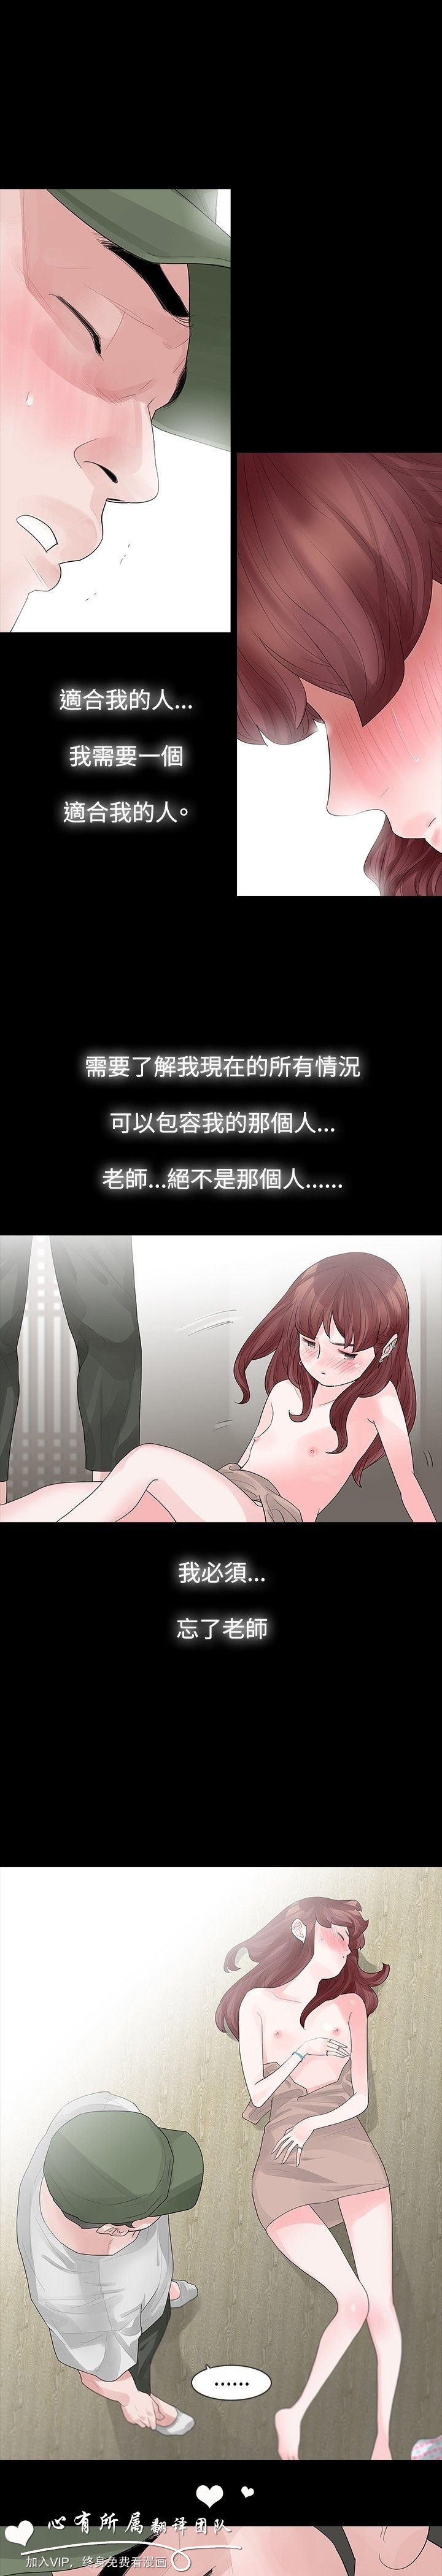 適合我的人...
我需要一個
適合我的人。
需要了解我現在的所有情況
可以包容我的那個人...
老師...絕不是那個人......
我必須...
忘了老師
......
心有所属翻译团队
加入VIP，终身免费看漫画